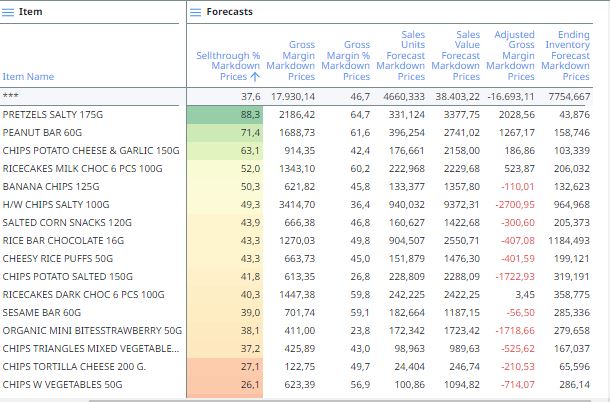 Item Forecasts
Item Name Sellthrough % Markdown Prices Gross Margin Markdown Prices Gross Margin % Markdown Prices Sales Units Forecast Markdown Prices Sales Value Forecast Markdown Prices Adjusted Gross Margin Markdown Prices Ending Inventory Forecast Markdown Prices
*** 37,6 17.930,14 46,7 4660,333 38.403,22 -16.693,11 7754,667
PRETZELS SALTY 175G 88,3 2186,42 64,7 331,124 3377,75 2028,56 43,876
PEANUT BAR 60G 71,4 1688,73 61,6 396,254 2741,02 1267,17 158,746
CHIPS POTATO CHEESE & GARLIC 150G 63,1 914,35 42,4 176,661 2158,00 186,86 103,339
RICECAKES MILK CHOC 6 PCS 100G 52,0 1343,10 60,2 222,968 2229,68 523,87 206,032
BANANA CHIPS 125G 50,3 621,82 45,8 133,377 1357,80 -110,01 132,623
H/W CHIPS SALTY 100G 49,3 3414,70 36,4 940,032 9372,31 -2700,95 964,968
SALTED CORN SNACKS 120G 43,9 666,38 46,8 160,627 1422,68 -300,60 205,373
RICE BAR CHOCOLATE 16G 43,3 1270,03 49,8 904,507 2550,71 -407,08 1184,493
CHEESY RICE PUFFS 50G 43,3 663,73 45,0 151,879 1476,30 -401,59 199,121
CHIPS POTATO SALTED 150G 41,8 613,35 26,8 228,809 2288,09 -1722,93 319,191
RICECAKES DARK CHOC 6 PCS 100G 40,3 1447,38 59,8 242,225 2422,25 3,45 358,775
SESAME BAR 60G 39,0 701,74 59,1 182,664 1187,15 -56,50 285,336
ORGANIC MINI BITESSTRAWBERRY 50G 38,1 411,00 23,8 172,342 1723,42 -1718,66 279,658
CHIPS TRIANGLES MIXED VEGETABLE... 37,2 425,89 43,0 98,963 989,63 -525,62 167,037
CHIPS TORTILLA CHEESE 200 G. 27,1 122,75 49,7 24,404 246,74 -210,53 65,596
CHIPS W VEGETABLES 50G 26,1 623,39 56,9 100,86 1094,82 -714,07 286,14